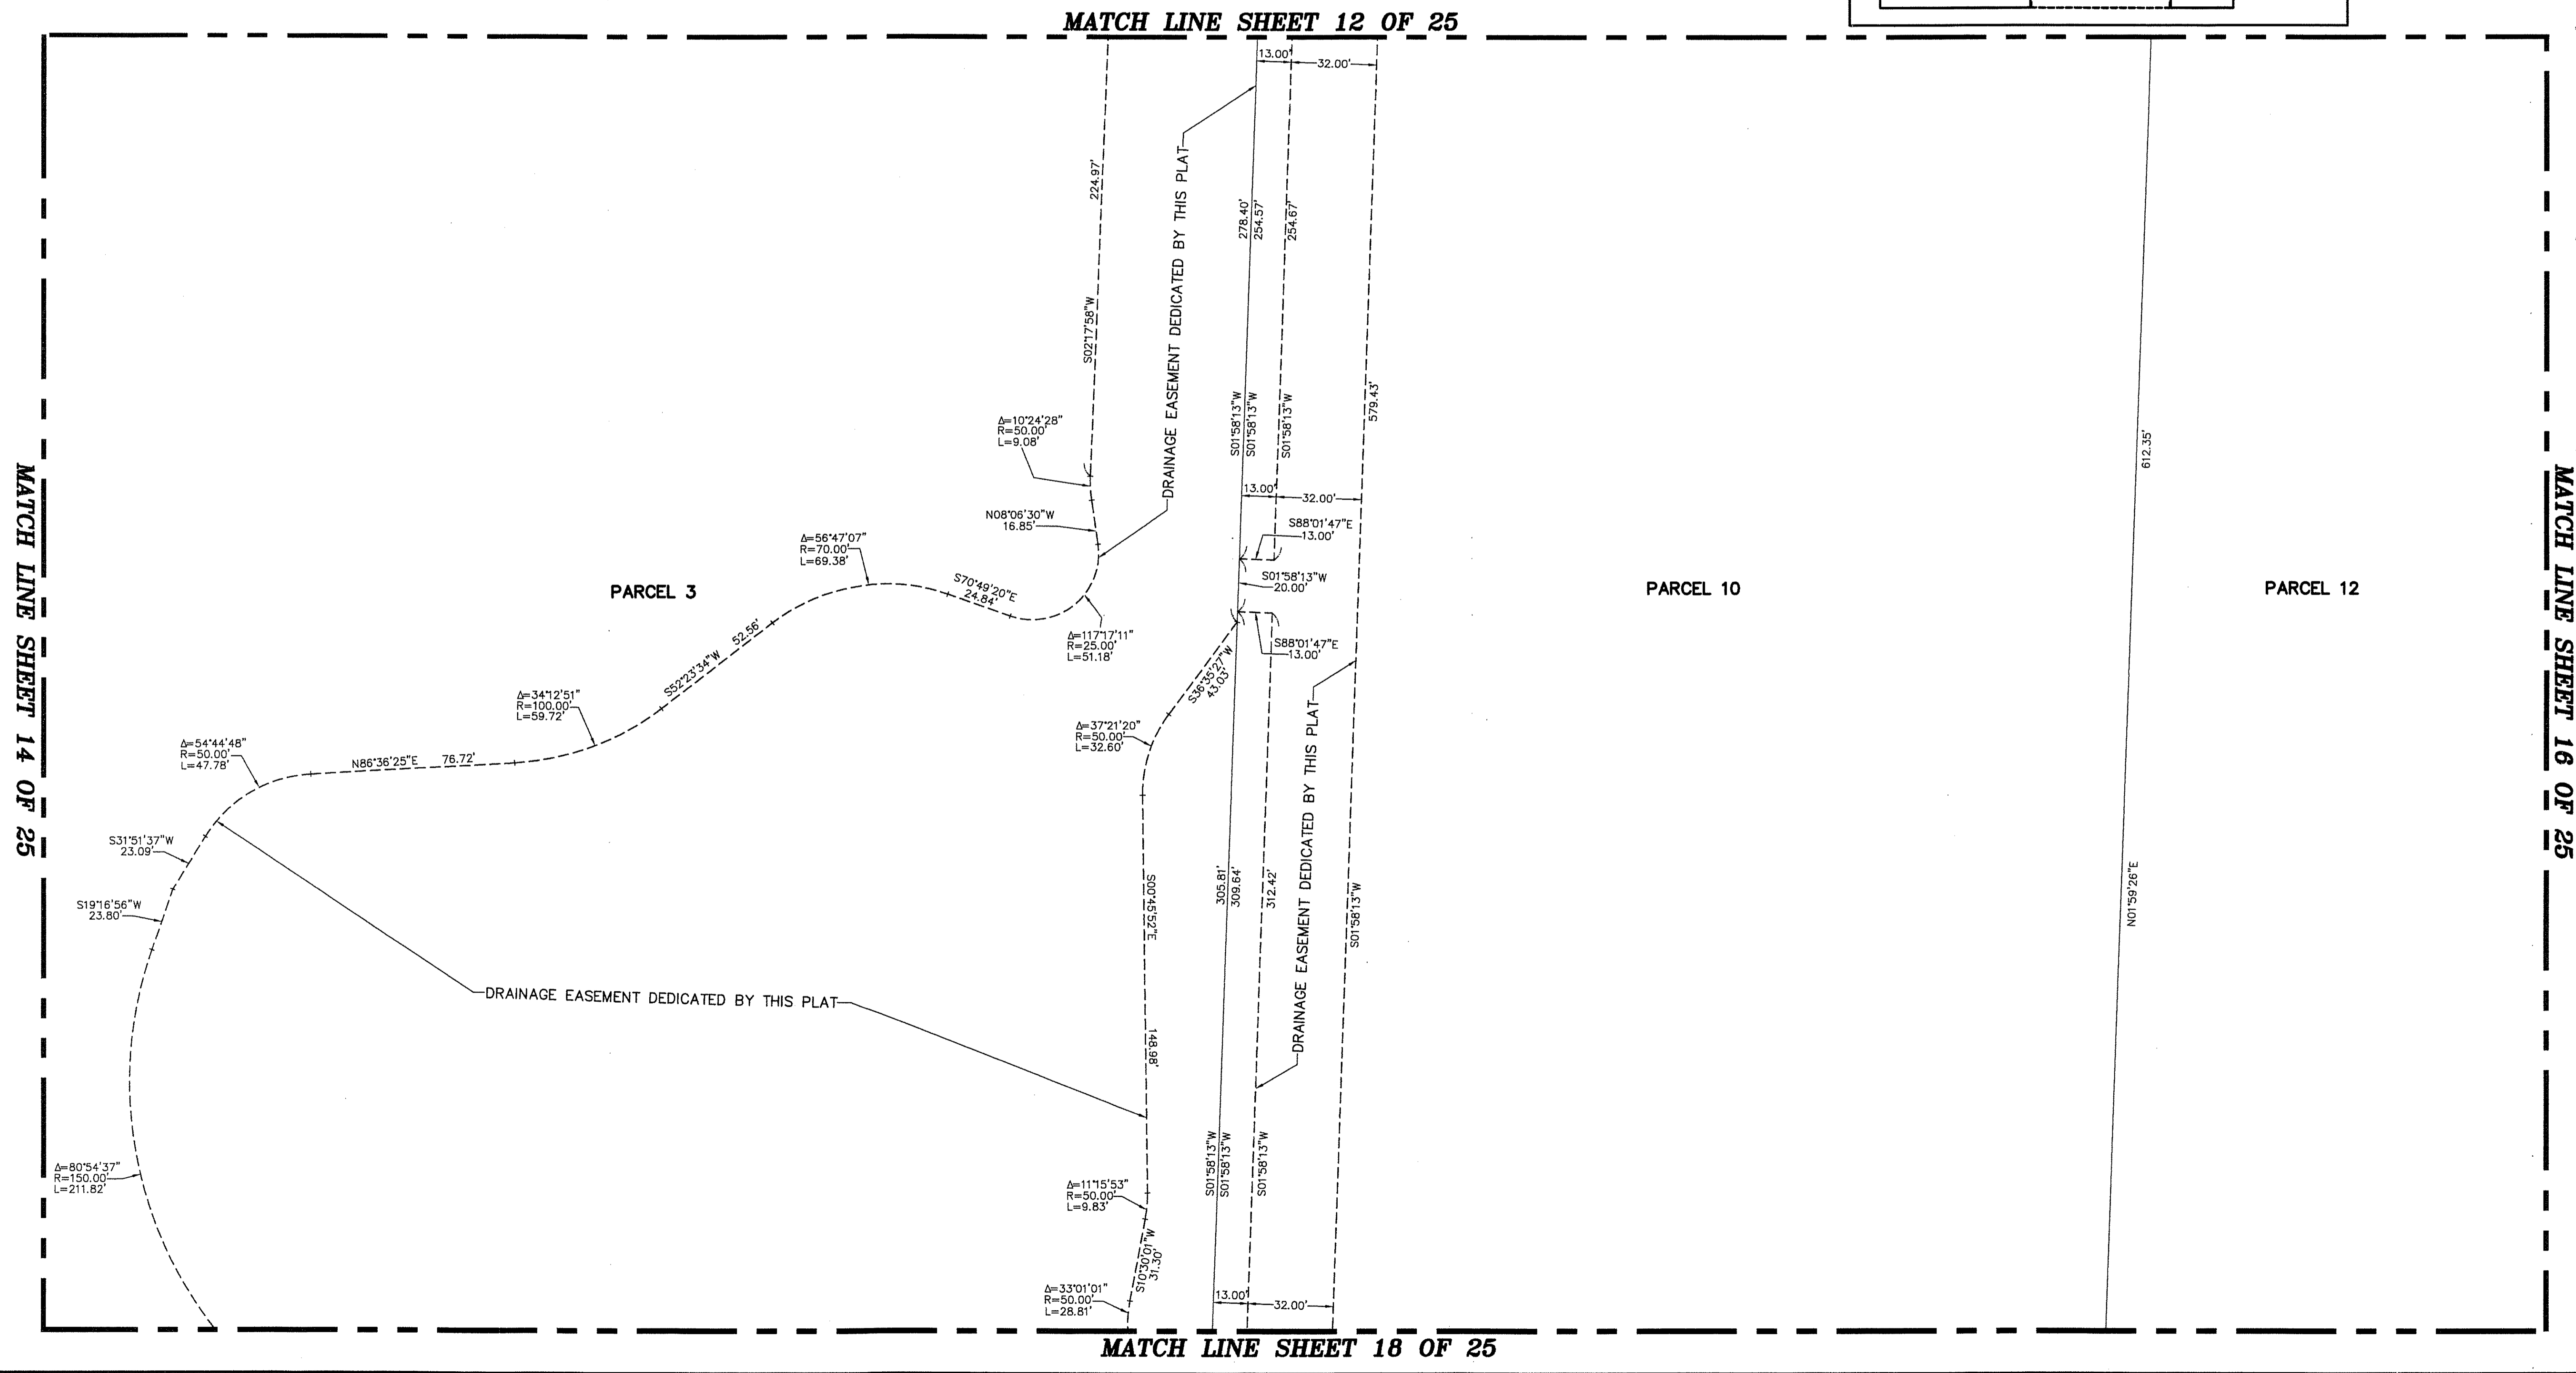 MATCH LINE SHEET 12 OF 25
13.00'
32.00'
224.97'
S02°17'58"W
DRAINAGE EASEMENT DEDICATED BY THIS PLAT
278.40'
254.57'
254.67'
S01°58'13"W
S01°58'13"W
S01°58'13"W
579.43'
612.35'
Δ=10°24'28"
R=50.00'
L=9.08'
N08°06'30"W
16.85'
13.00'
32.00'
S88°01'47"E
13.00'
S01°58'13"W
20.00'
Δ=56°47'07"
R=70.00'
L=69.38'
S70°49'20"E
24.84'
PARCEL 3
PARCEL 10
PARCEL 12
Δ=117°17'11"
R=25.00'
L=51.18'
S88°01'47"E
13.00'
52.56'
S52°23'34"W
S36°35'27"W
43.03'
Δ=34°12'51"
R=100.00'
L=59.72'
Δ=37°21'20"
R=50.00'
L=32.60'
Δ=54°44'48"
R=50.00'
L=47.78'
N86°36'25"E 76.72'
MATCH LINE SHEET 14 OF 25
MATCH LINE SHEET 16 OF 25
S31°51'37"W
23.09'
S19°16'56"W
23.80'
S00°45'52"E
148.98'
305.81'
309.64'
312.42'
DRAINAGE EASEMENT DEDICATED BY THIS PLAT
S01°58'13"W
N01°59'26"E
DRAINAGE EASEMENT DEDICATED BY THIS PLAT
Δ=80°54'37"
R=150.00'
L=211.82'
S01°58'13"W
S01°58'13"W
S01°58'13"W
Δ=11°15'53"
R=50.00'
L=9.83'
S10°30'01"W
31.30'
Δ=33°01'01"
R=50.00'
L=28.81'
13.00'
32.00'
MATCH LINE SHEET 18 OF 25